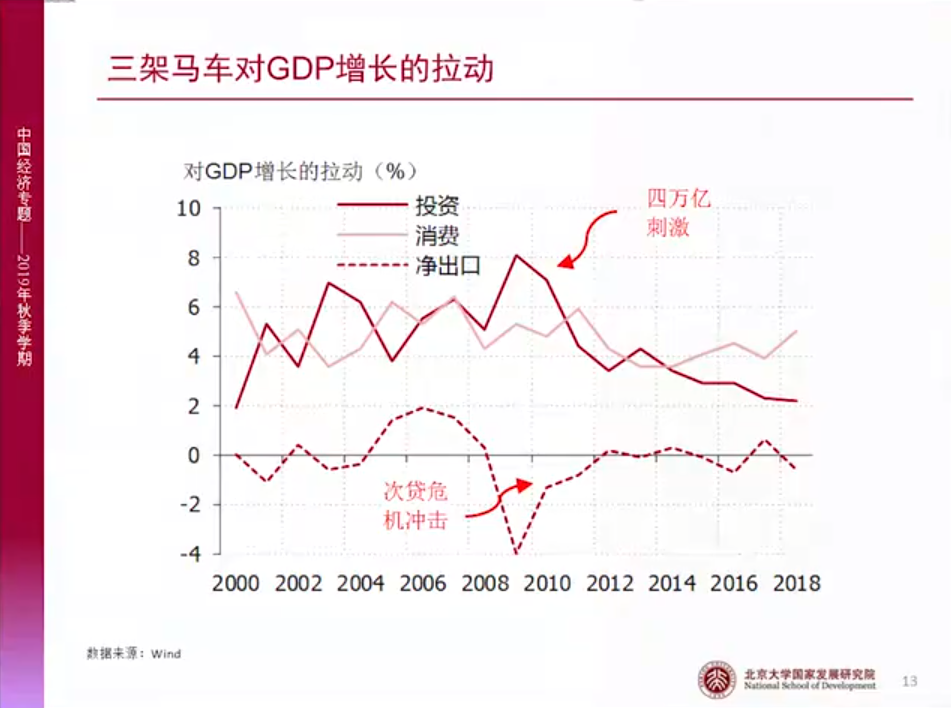 三架马车对GDP增长的拉动
中国经济专题——2019年秋季学期
对GDP增长的拉动（%）
投资
消费
净出口
四万亿
刺激
10
8
6
4
2
0
-2
-4
次贷危
机冲击
2000 2002 2004 2006 2008 2010 2012 2014 2016 2018
数据来源：Wind
北京大学国家发展研究院
National School of Development
13